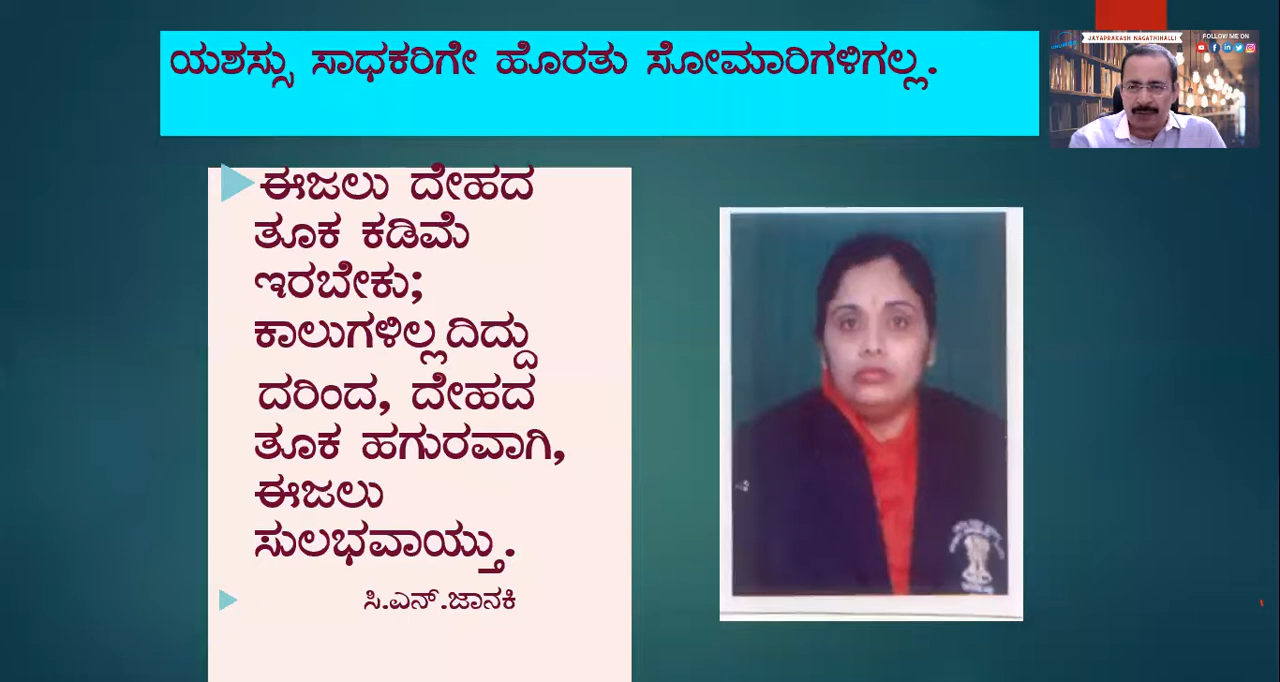 ಯಶಸ್ಸು ಸಾಧಕರಿಗೇ ಹೊರತು ಸೋಮಾರಿಗಳಿಗಲ್ಲ.
JAYAPRAKASH NAGATHIHALLI
FOLLOW ME ON
ಈಜಲು ದೇಹದ
ತೂಕ ಕಡಿಮೆ
ಇರಬೇಕು;
ಕಾಲುಗಳಿಲ್ಲದಿದ್ದು
ದರಿಂದ, ದೇಹದ
ತೂಕ ಹಗುರವಾಗಿ,
ಈಜಲು
ಸುಲಭವಾಯ್ತು.
ಸಿ.ಎನ್.ಜಾನಕಿ